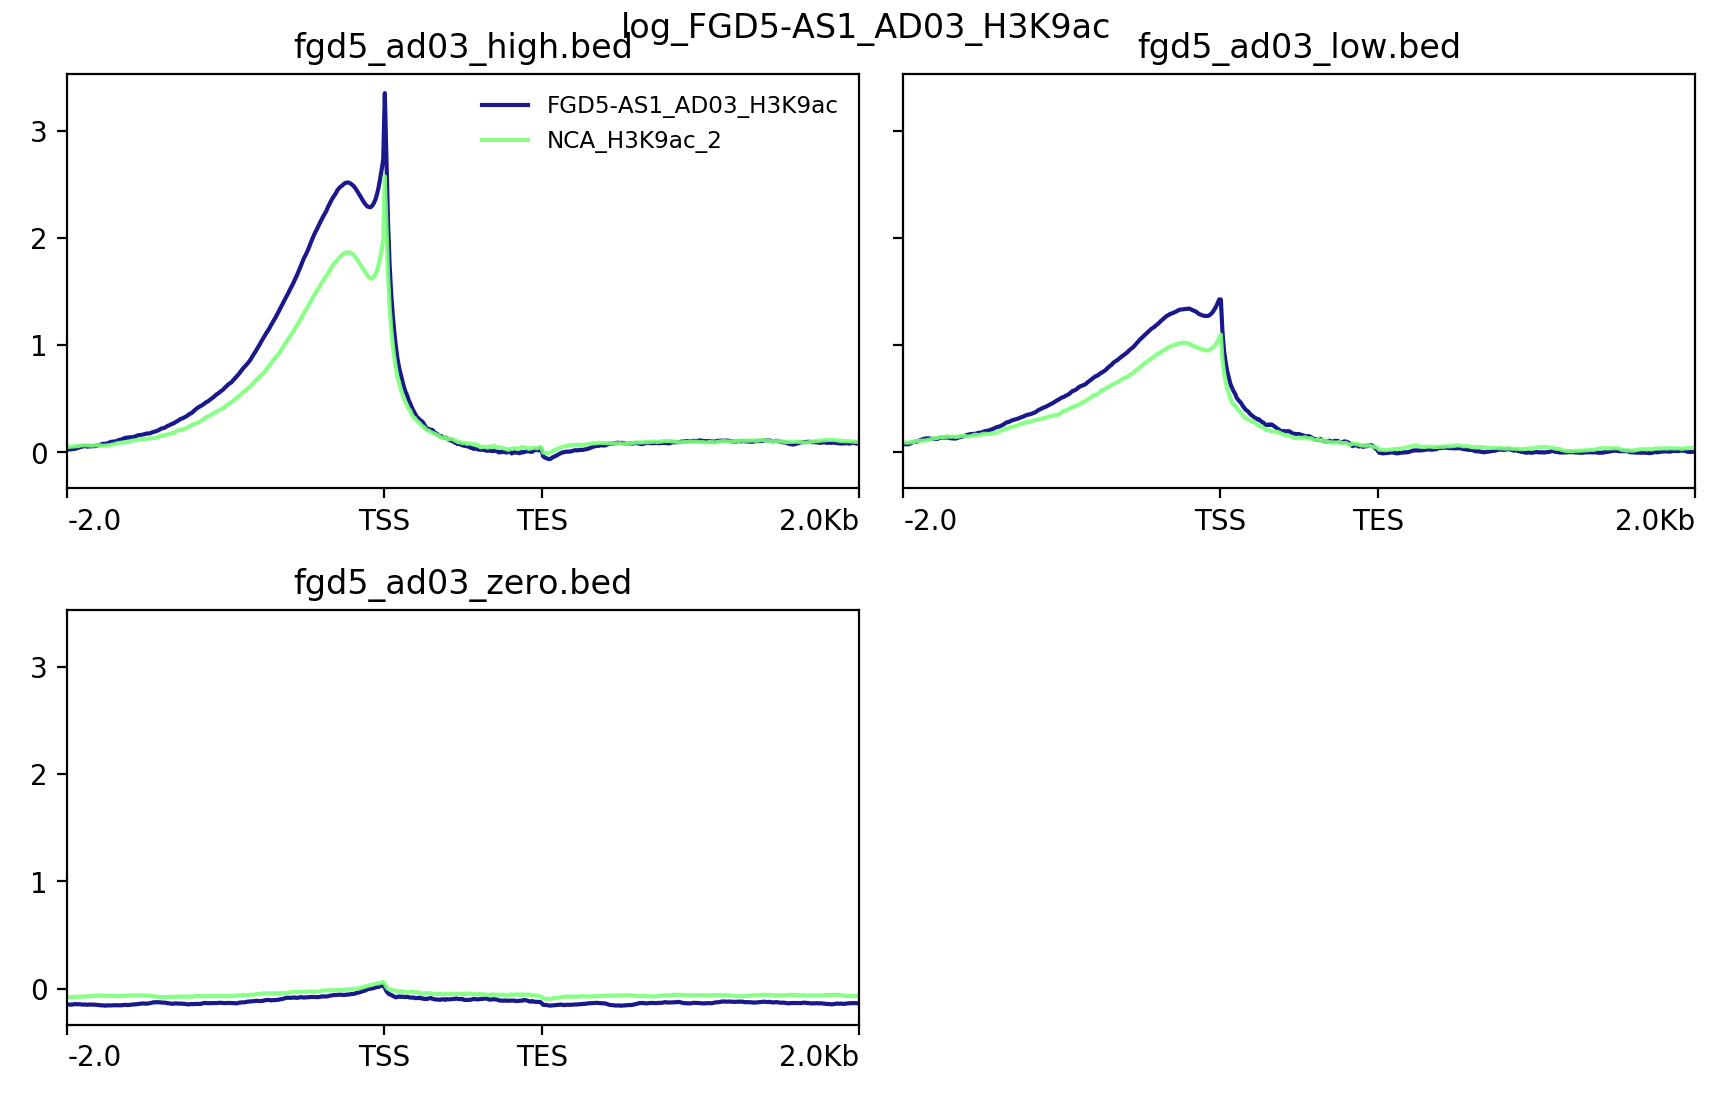 log_FGD5-AS1_AD03_H3K9ac
fgd5_ad03_high.bed
3
2
1
0
FGD5-AS1_AD03_H3K9ac
NCA_H3K9ac_2
-2.0 TSS TES 2.0Kb
fgd5_ad03_low.bed
-2.0 TSS TES 2.0Kb
fgd5_ad03_zero.bed
3
2
1
0
-2.0 TSS TES 2.0Kb